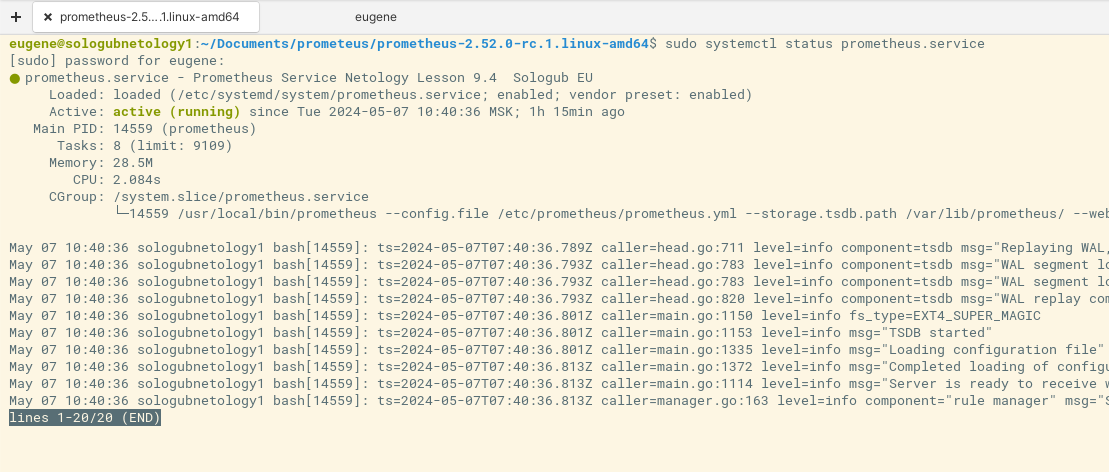 + × prometheus-2.5... .1.linux-amd64 eugene
eugene@sologubnetology1:~/Documents/prometeus/prometheus-2.52.0-rc.1.linux-amd64$ sudo systemctl status prometheus.service
[sudo] password for eugene:
● prometheus.service - Prometheus Service Netology Lesson 9.4  Sologub EU
Loaded: loaded (/etc/systemd/system/prometheus.service; enabled; vendor preset: enabled)
Active: active (running) since Tue 2024-05-07 10:40:36 MSK; 1h 15min ago
Main PID: 14559 (prometheus)
Tasks: 8 (limit: 9109)
Memory: 28.5M
CPU: 2.084s
CGroup: /system.slice/prometheus.service
└─14559 /usr/local/bin/prometheus --config.file /etc/prometheus/prometheus.yml --storage.tsdb.path /var/lib/prometheus/ --web
May 07 10:40:36 sologubnetology1 bash[14559]: ts=2024-05-07T07:40:36.789Z caller=head.go:711 level=info component=tsdb msg="Replaying WAL,
May 07 10:40:36 sologubnetology1 bash[14559]: ts=2024-05-07T07:40:36.793Z caller=head.go:783 level=info component=tsdb msg="WAL segment lo
May 07 10:40:36 sologubnetology1 bash[14559]: ts=2024-05-07T07:40:36.793Z caller=head.go:783 level=info component=tsdb msg="WAL segment lo
May 07 10:40:36 sologubnetology1 bash[14559]: ts=2024-05-07T07:40:36.793Z caller=head.go:820 level=info component=tsdb msg="WAL replay com
May 07 10:40:36 sologubnetology1 bash[14559]: ts=2024-05-07T07:40:36.801Z caller=main.go:1150 level=info fs_type=EXT4_SUPER_MAGIC
May 07 10:40:36 sologubnetology1 bash[14559]: ts=2024-05-07T07:40:36.801Z caller=main.go:1153 level=info msg="TSDB started"
May 07 10:40:36 sologubnetology1 bash[14559]: ts=2024-05-07T07:40:36.801Z caller=main.go:1335 level=info msg="Loading configuration file"
May 07 10:40:36 sologubnetology1 bash[14559]: ts=2024-05-07T07:40:36.813Z caller=main.go:1372 level=info msg="Completed loading of configu
May 07 10:40:36 sologubnetology1 bash[14559]: ts=2024-05-07T07:40:36.813Z caller=main.go:1114 level=info msg="Server is ready to receive w
May 07 10:40:36 sologubnetology1 bash[14559]: ts=2024-05-07T07:40:36.813Z caller=manager.go:163 level=info component="rule manager" msg="S
lines 1-20/20 (END)